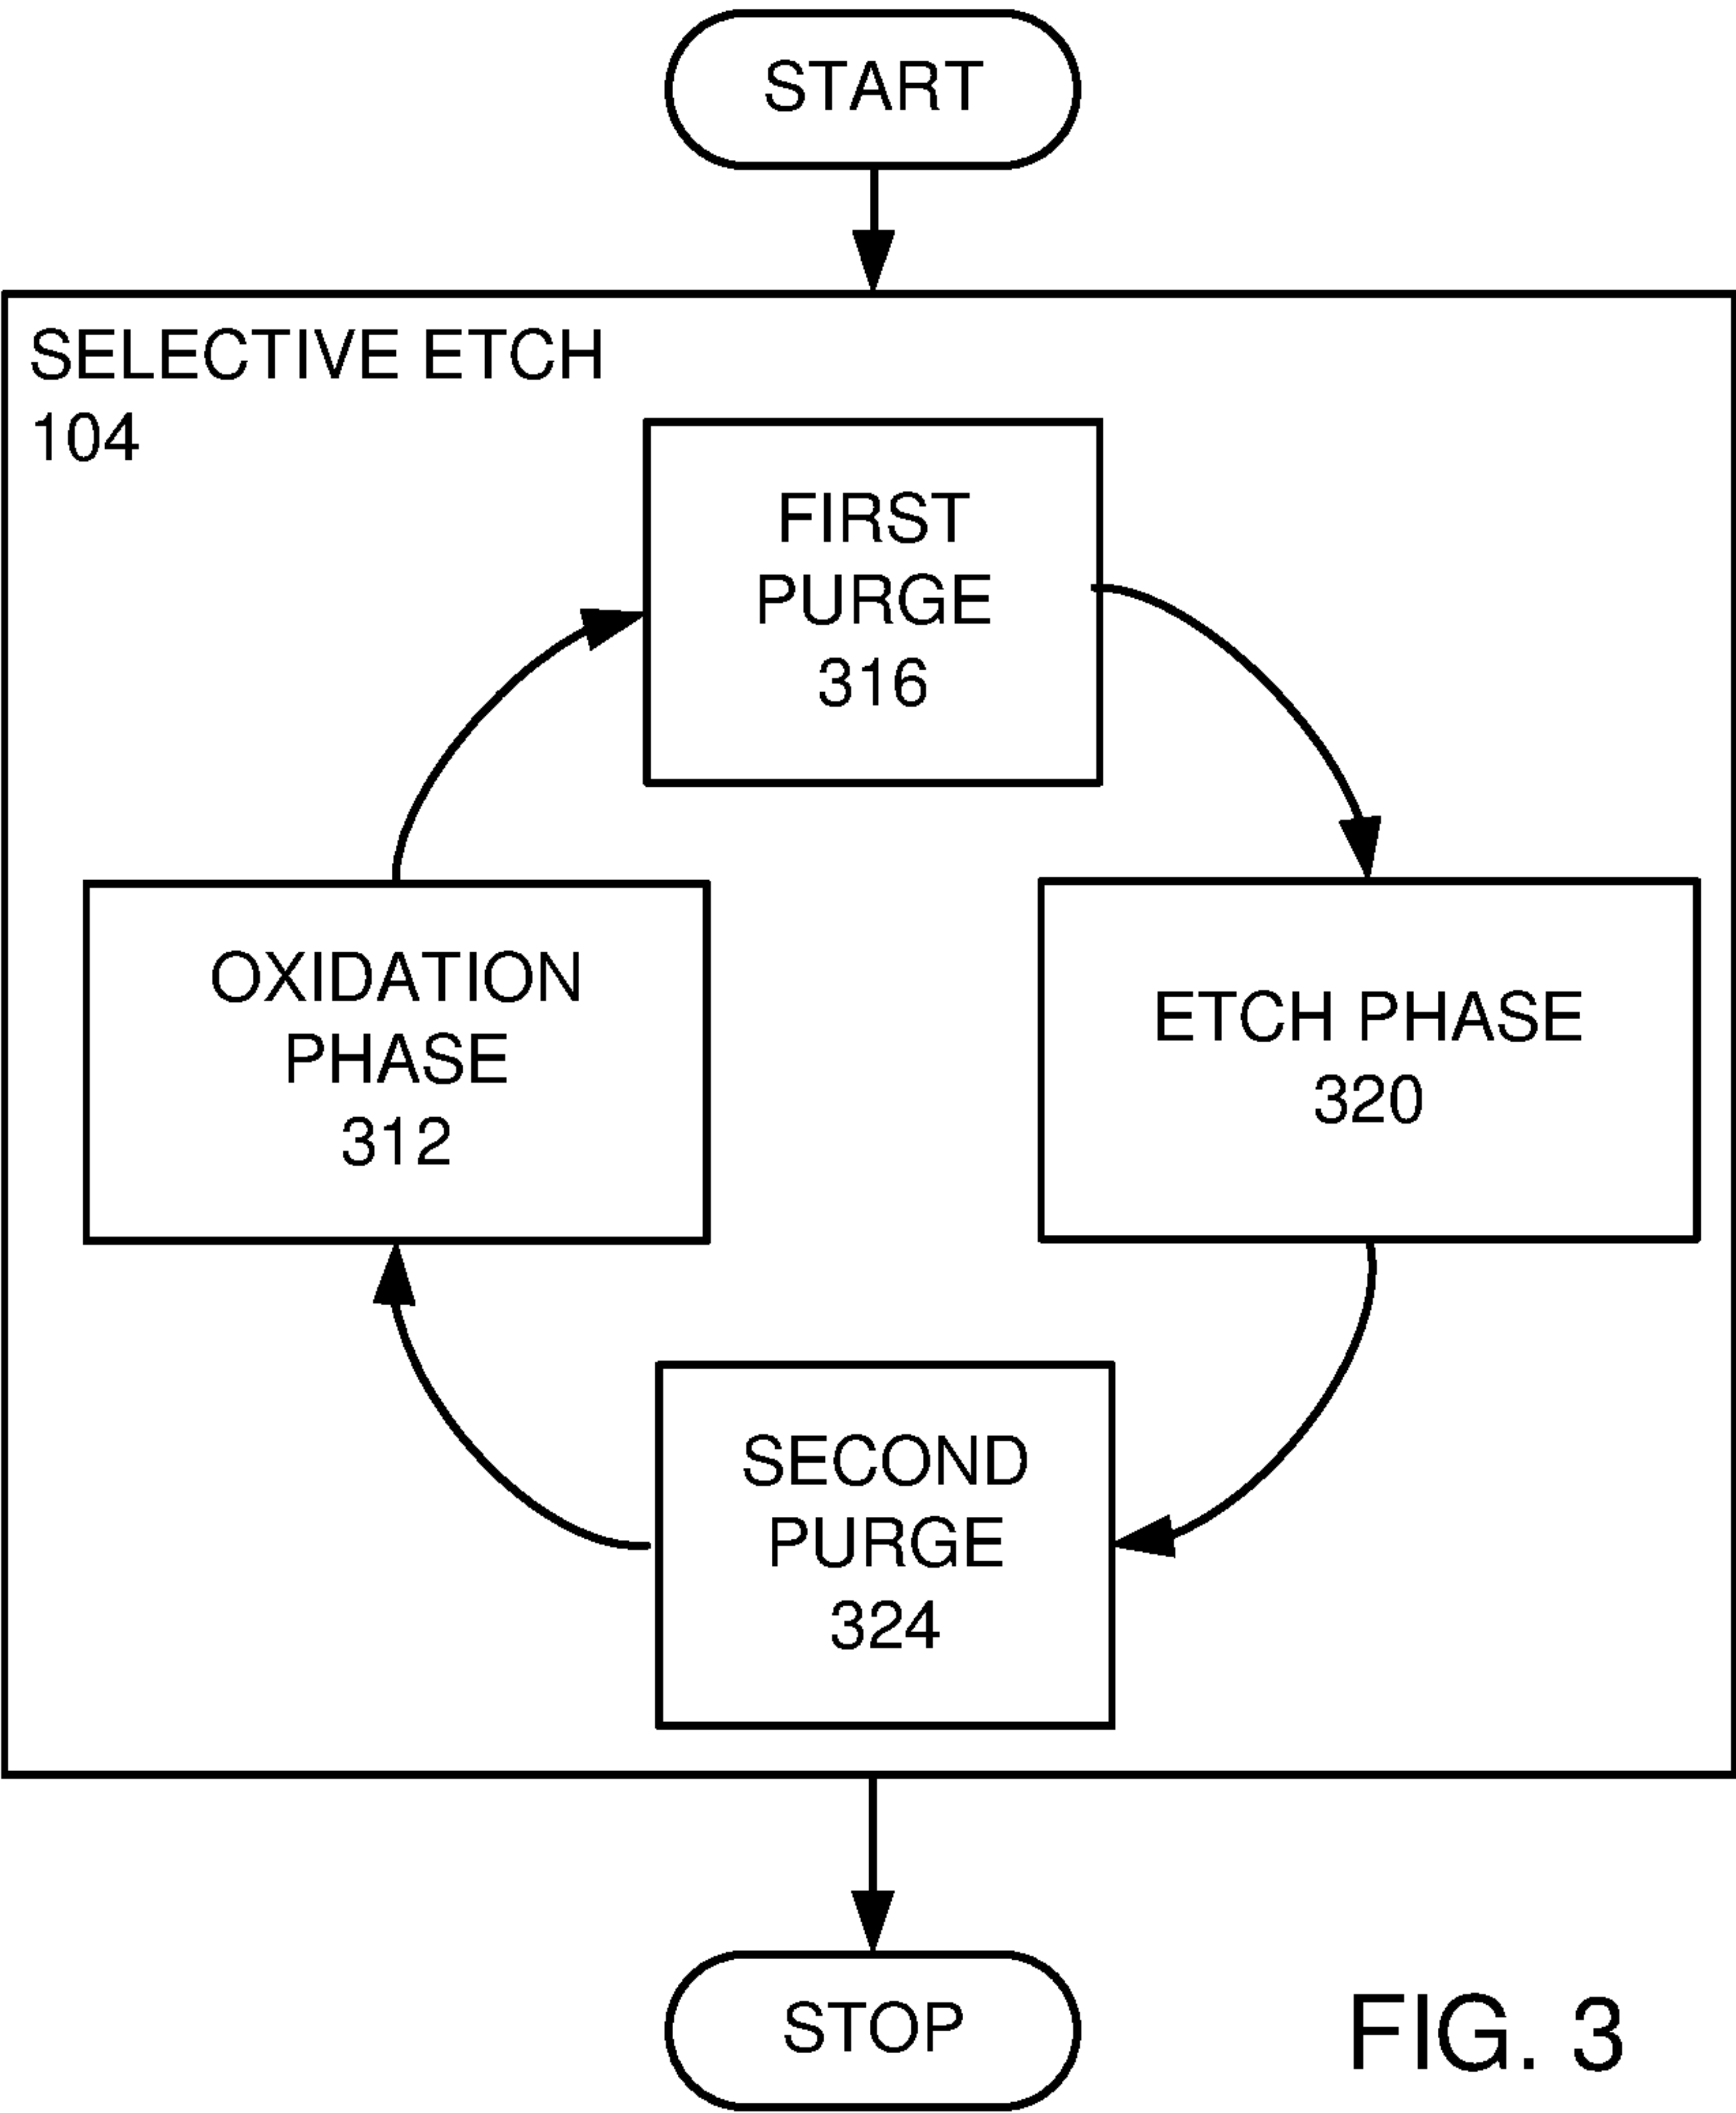 START
SELECTIVE ETCH
104
FIRST
PURGE
316
OXIDATION
PHASE
312
ETCH PHASE
320
SECOND
PURGE
324
STOP
FIG. 3